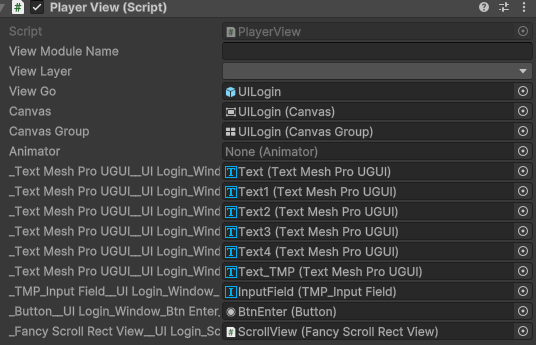 Player View (Script)
Script PlayerView
View Module Name
View Layer
View Go UILogin
Canvas UILogin (Canvas)
Canvas Group UILogin (Canvas Group)
Animator None (Animator)
_Text Mesh Pro UGUI__UI Login_Wind Text (Text Mesh Pro UGUI)
_Text Mesh Pro UGUI__UI Login_Wind Text1 (Text Mesh Pro UGUI)
_Text Mesh Pro UGUI__UI Login_Wind Text2 (Text Mesh Pro UGUI)
_Text Mesh Pro UGUI__UI Login_Wind Text3 (Text Mesh Pro UGUI)
_Text Mesh Pro UGUI__UI Login_Wind Text4 (Text Mesh Pro UGUI)
_Text Mesh Pro UGUI__UI Login_Wind Text_TMP (Text Mesh Pro UGUI)
_TMP_Input Field__UI Login_Window_ InputField (TMP_Input Field)
_Button__UI Login_Window_Btn Enter_ BtnEnter (Button)
_Fancy Scroll Rect View__UI Login_Sc ScrollView (Fancy Scroll Rect View)